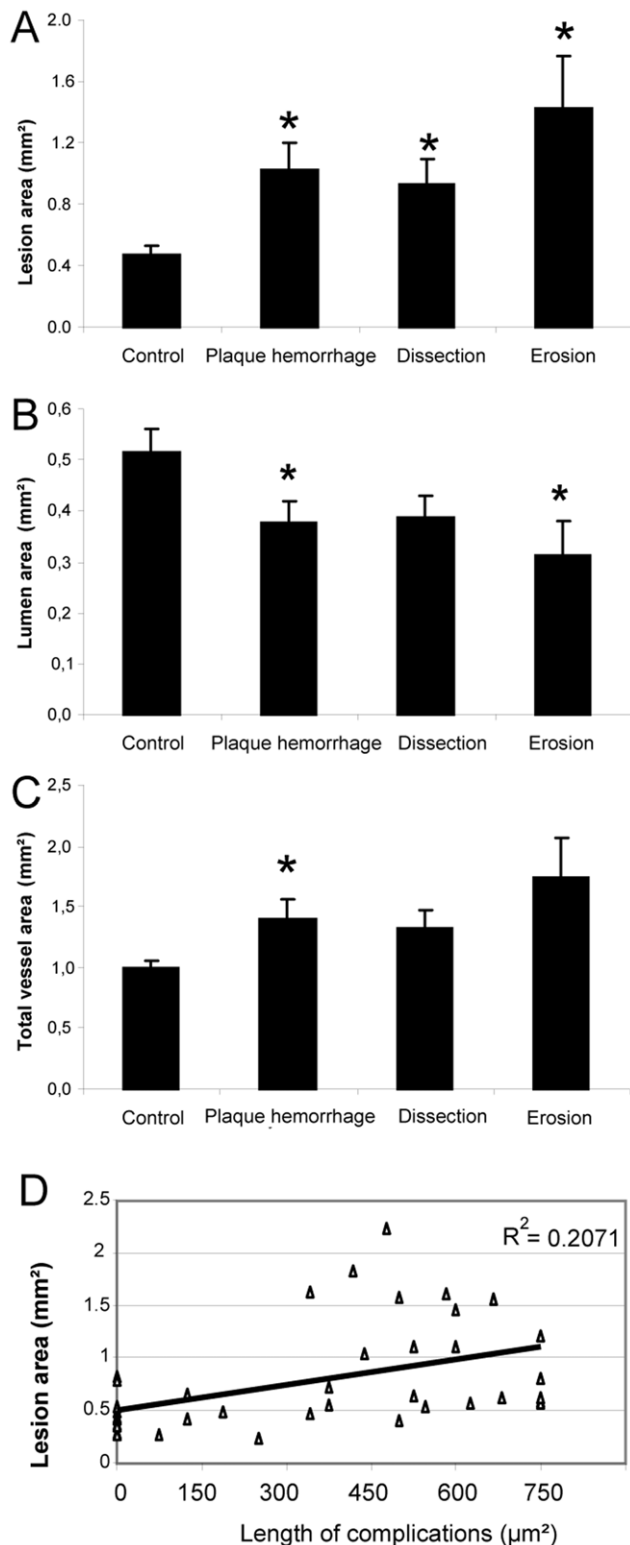 A
Lesion area (mm²)
2.0
1.6
1.2
0.8
0.4
0.0
*
*
*
Control Plaque hemorrhage Dissection Erosion
B
Lumen area (mm²)
0,6
0,5
0,4
0,3
0,2
0,1
0,0
*
*
Control Plaque hemorrhage Dissection Erosion
C
Total vessel area (mm²)
2,5
2,0
1,5
1,0
0,5
0,0
*
Control Plaque hemorrhage Dissection Erosion
D
Lesion area (mm²)
2.5
2
1.5
1
0.5
0
R²= 0.2071
0 150 300 450 600 750
Length of complications (µm²)